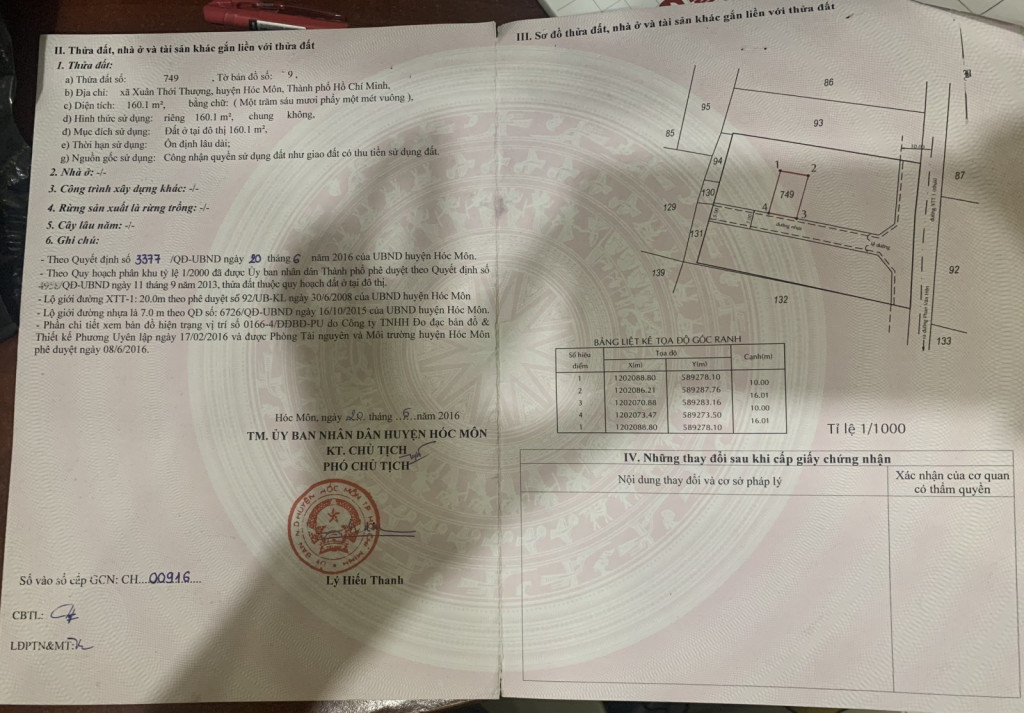 II. Thửa đất, nhà ở và tài sản khác gắn liền với thửa đất
1. Thửa đất:
a) Thửa đất số: 749 , Tờ bản đồ số: 9 ,
b) Địa chỉ: xã Xuân Thới Thượng, huyện Hóc Môn, Thành phố Hồ Chí Minh,
c) Diện tích: 160.1 m², bằng chữ: ( Một trăm sáu mươi phẩy một mét vuông ),
d) Hình thức sử dụng: riêng 160.1 m², chung không,
đ) Mục đích sử dụng: Đất ở tại đô thị 160.1 m²,
e) Thời hạn sử dụng: Ổn định lâu dài;
g) Nguồn gốc sử dụng: Công nhận quyền sử dụng đất như giao đất có thu tiền sử dụng đất.
2. Nhà ở: -/-
3. Công trình xây dựng khác: -/-
4. Rừng sản xuất là rừng trồng: -/-
5. Cây lâu năm: -/-
6. Ghi chú:
- Theo Quyết định số 3377 /QĐ-UBND ngày 20 tháng 6 năm 2016 của UBND huyện Hóc Môn.
- Theo Quy hoạch phân khu tỷ lệ 1/2000 đã được Ủy ban nhân dân Thành phố phê duyệt theo Quyết định số
/QĐ-UBND ngày 11 tháng 9 năm 2013, thửa đất thuộc quy hoạch đất ở tại đô thị.
- Lộ giới đường XTT-1: 20.0m theo phê duyệt số 92/UB-KL ngày 30/6/2008 của UBND huyện Hóc Môn
- Lộ giới đường nhựa là 7.0 m theo QĐ số: 6726/QĐ-UBND ngày 16/10/2015 của UBND huyện Hóc Môn.
- Phần chi tiết xem bản đồ hiện trạng vị trí số 0166-4/ĐĐBĐ-PU do Công ty TNHH Đo đạc bản đồ &
Thiết kế Phương Uyên lập ngày 17/02/2016 và được Phòng Tài nguyên và Môi trường huyện Hóc Môn
phê duyệt ngày 08/6/2016.
Hóc Môn, ngày 20 tháng 6 năm 2016
TM. ỦY BAN NHÂN DÂN HUYỆN HÓC MÔN
KT. CHỦ TỊCH
PHÓ CHỦ TỊCH
Lý Hiếu Thanh
Số vào sổ cấp GCN: CH...00916....
CBTL:
LĐPTN&MT:
III. Sơ đồ thửa đất, nhà ở và tài sản khác gắn liền với thửa đất
86
95
93
85
94
1
2
10.00
87
130
749
129
4
3
đường nhựa
lộ đường
131
92
139
132
133
BẢNG LIỆT KÊ TỌA ĐỘ GÓC RANH
Số hiệu điểm Tọa độ Cạnh(m)
X(m) Y(m)
1 1202088.80 589278.10
10.00
2 1202086.21 589287.76
16.01
3 1202070.88 589283.16
10.00
4 1202073.47 589273.50
16.01
1 1202088.80 589278.10
Tỉ lệ 1/1000
IV. Những thay đổi sau khi cấp giấy chứng nhận
Nội dung thay đổi và cơ sở pháp lý
Xác nhận của cơ quan
có thẩm quyền